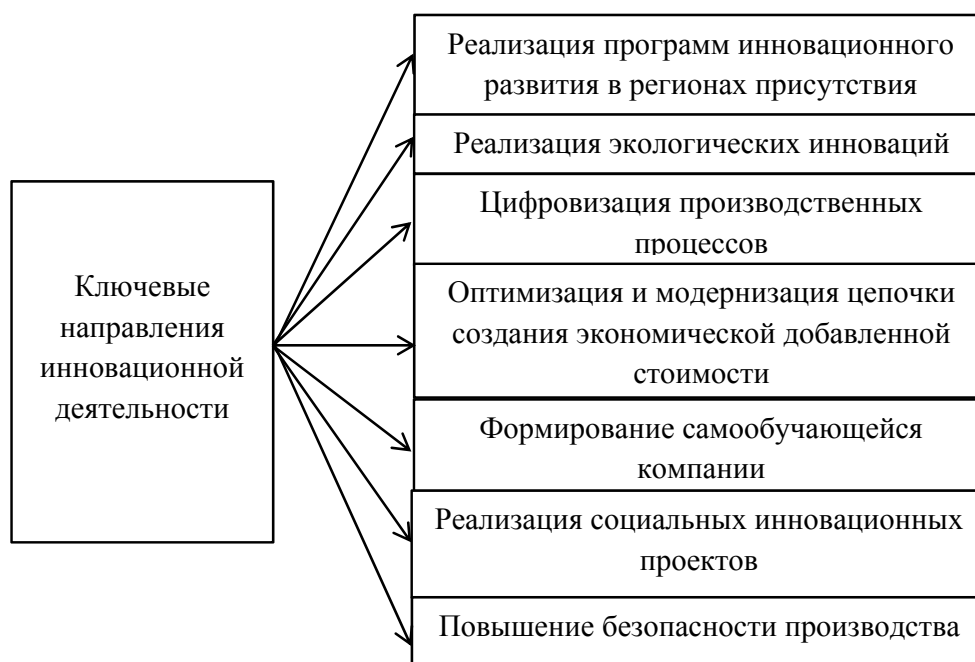 Ключевые
направления
инновационной
деятельности
Реализация программ инновационного
развития в регионах присутствия
Реализация экологических инноваций
Цифровизация производственных
процессов
Оптимизация и модернизация цепочки
создания экономической добавленной
стоимости
Формирование самообучающейся
компании
Реализация социальных инновационных
проектов
Повышение безопасности производства